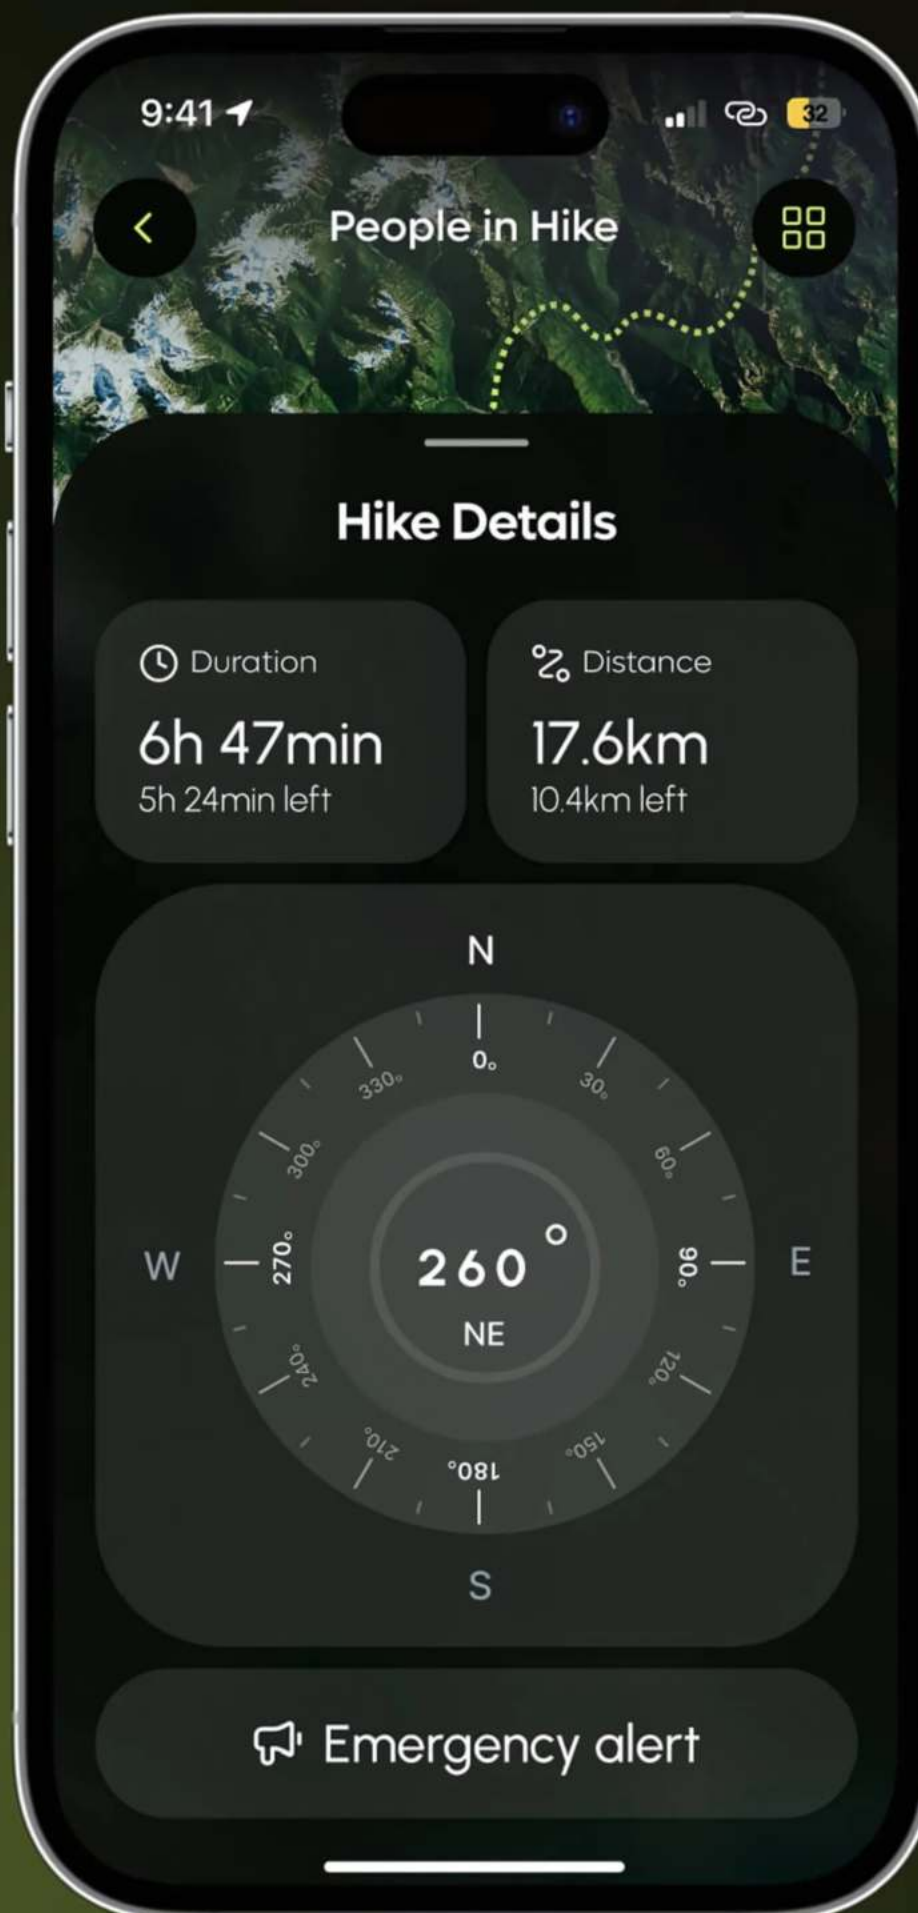 9:41
32
People in Hike
Hike Details
Duration
6h 47min
5h 24min left
Distance
17.6km
10.4km left
N
0°
30°
60°
90°
120°
150°
180°
210°
240°
270°
300°
330°
W
E
260°
NE
S
Emergency alert